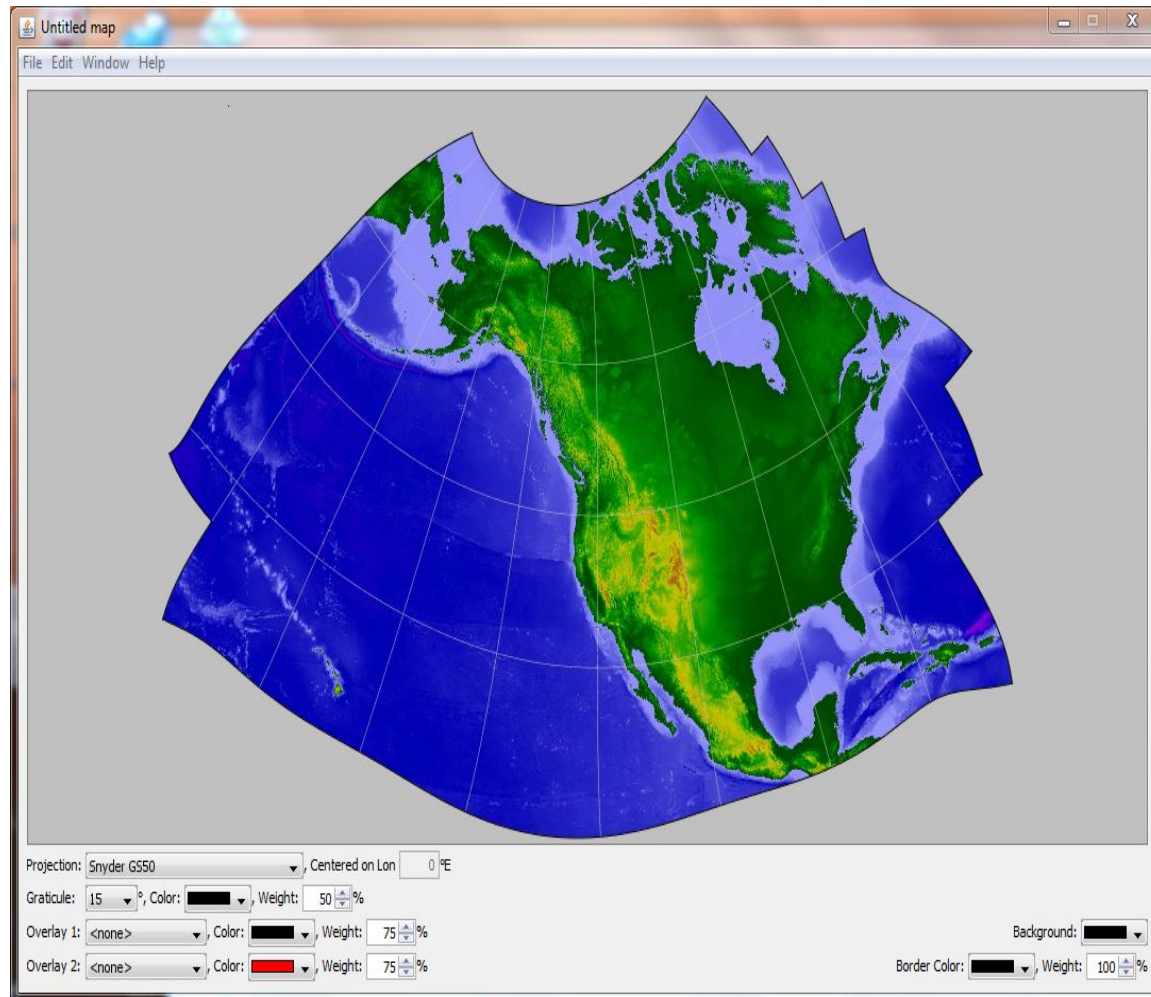 Untitled map
File Edit Window Help
Projection: Snyder GS50 , Centered on Lon 0 ºE
Graticule: 15 º, Color: , Weight: 50 %
Overlay 1: <none> , Color: , Weight: 75 % Background:
Overlay 2: <none> , Color: , Weight: 75 % Border Color: , Weight: 100 %